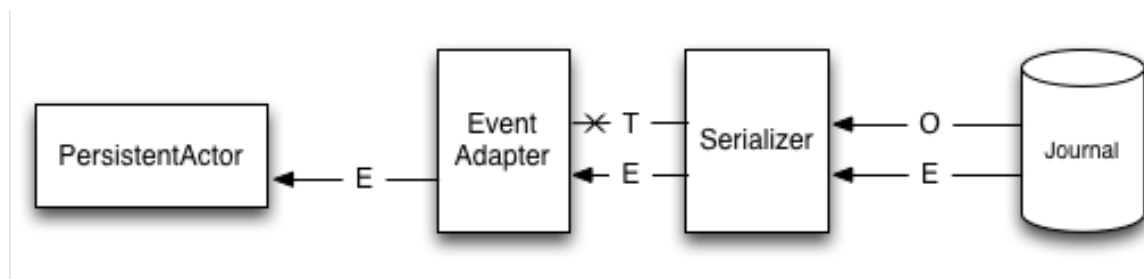 PersistentActor
E
Event
Adapter
T
E
Serializer
O
E
Journal